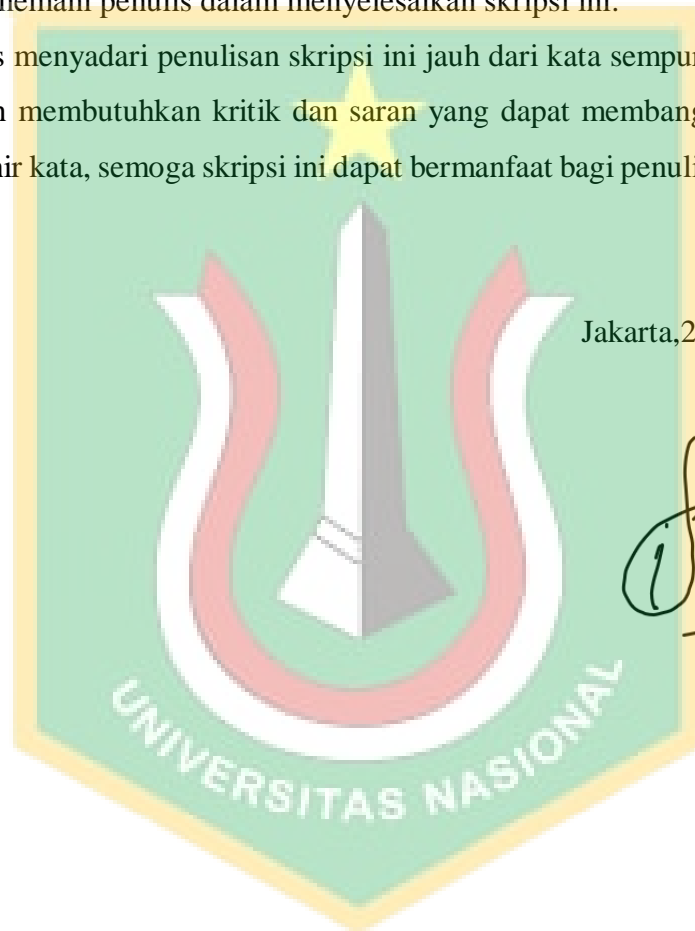 memani penulis dalam menyelesaikan skripsi ini.
s menyadari penulisan skripsi ini jauh dari kata sempur
n membutuhkan kritik dan saran yang dapat membang
ir kata, semoga skripsi ini dapat bermanfaat bagi penuli
Jakarta,2
UNIVERSITAS NASIONAL